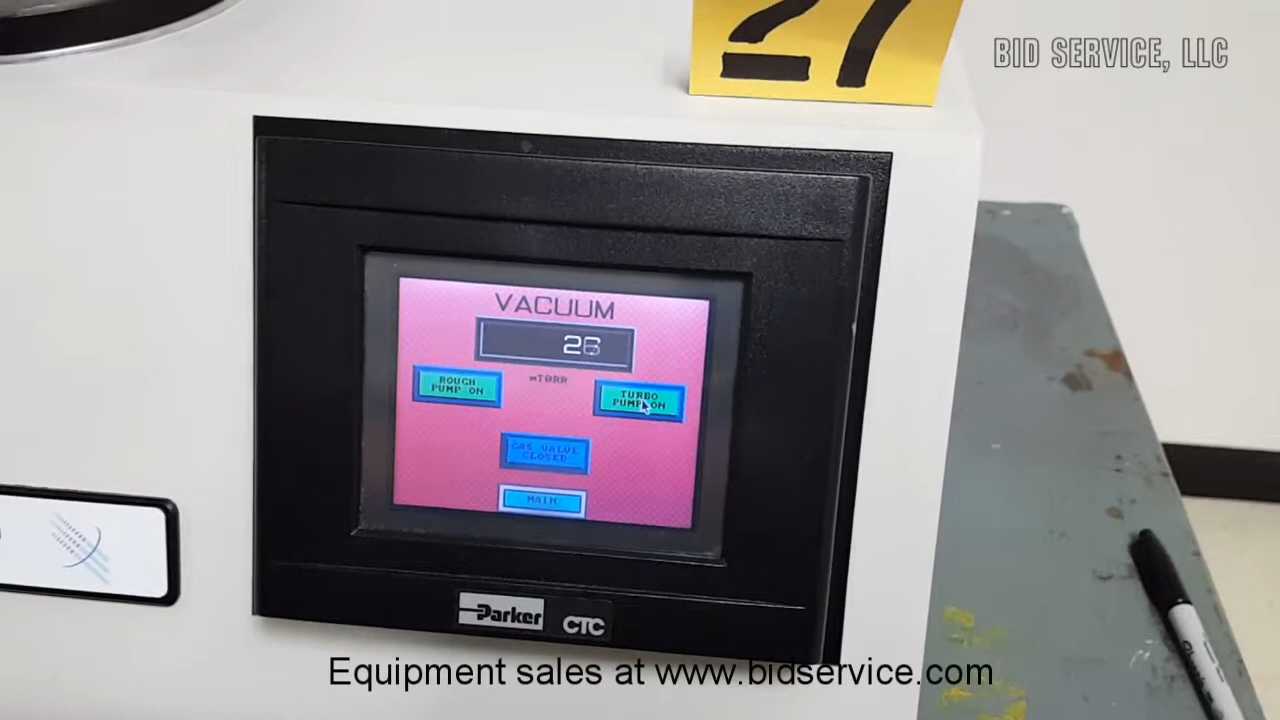 27
BID SERVICE, LLC
VACUUM
26
mTORR
ROUGH
PUMP ON
TURBO
PUMP ON
GAS VALVE
CLOSED
MAIN
Parker
CTC
Equipment sales at www.bidservice.com